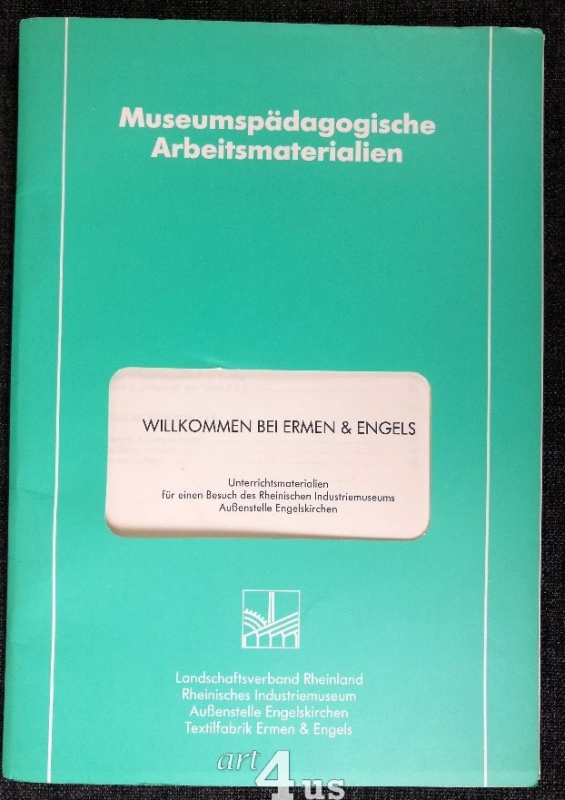 Museumspädagogische
Arbeitsmaterialien
WILLKOMMEN BEI ERMEN & ENGELS
Unterrichtsmaterialien
für einen Besuch des Rheinischen Industriemuseums
Außenstelle Engelskirchen
Landschaftsverband Rheinland
Rheinisches Industriemuseum
Außenstelle Engelskirchen
Textilfabrik Ermen & Engels
art4us